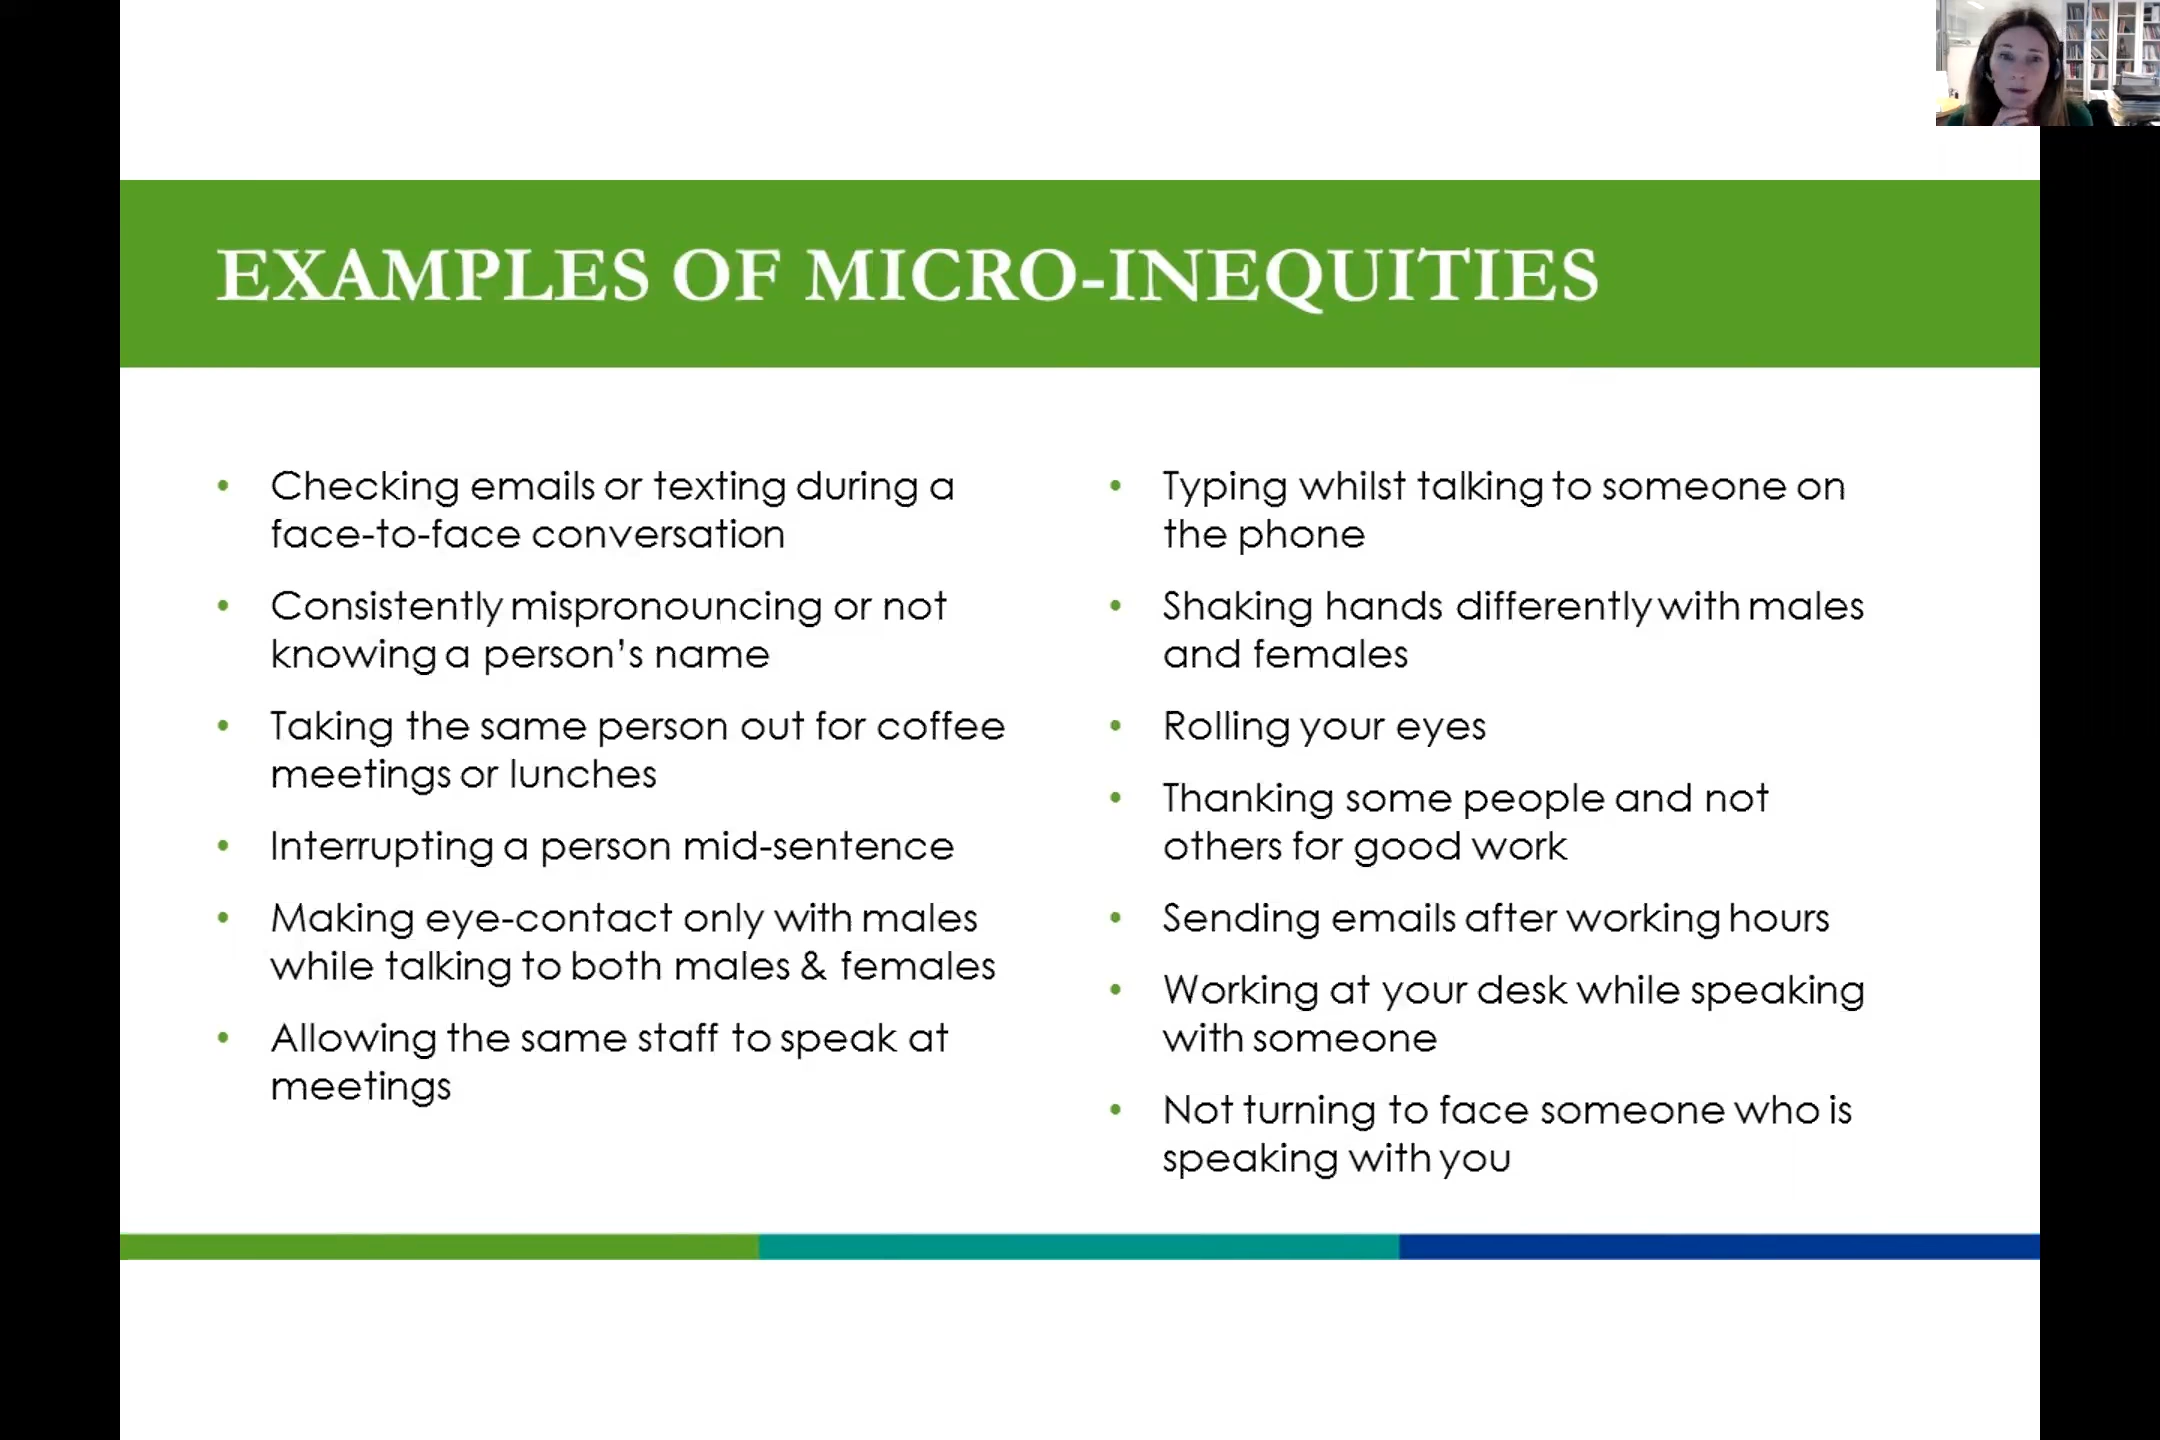 EXAMPLES OF MICRO-INEQUITIES
• Checking emails or texting during a
face-to-face conversation
• Consistently mispronouncing or not
knowing a person’s name
• Taking the same person out for coffee
meetings or lunches
• Interrupting a person mid-sentence
• Making eye-contact only with males
while talking to both males & females
• Allowing the same staff to speak at
meetings
• Typing whilst talking to someone on
the phone
• Shaking hands differently with males
and females
• Rolling your eyes
• Thanking some people and not
others for good work
• Sending emails after working hours
• Working at your desk while speaking
with someone
• Not turning to face someone who is
speaking with you